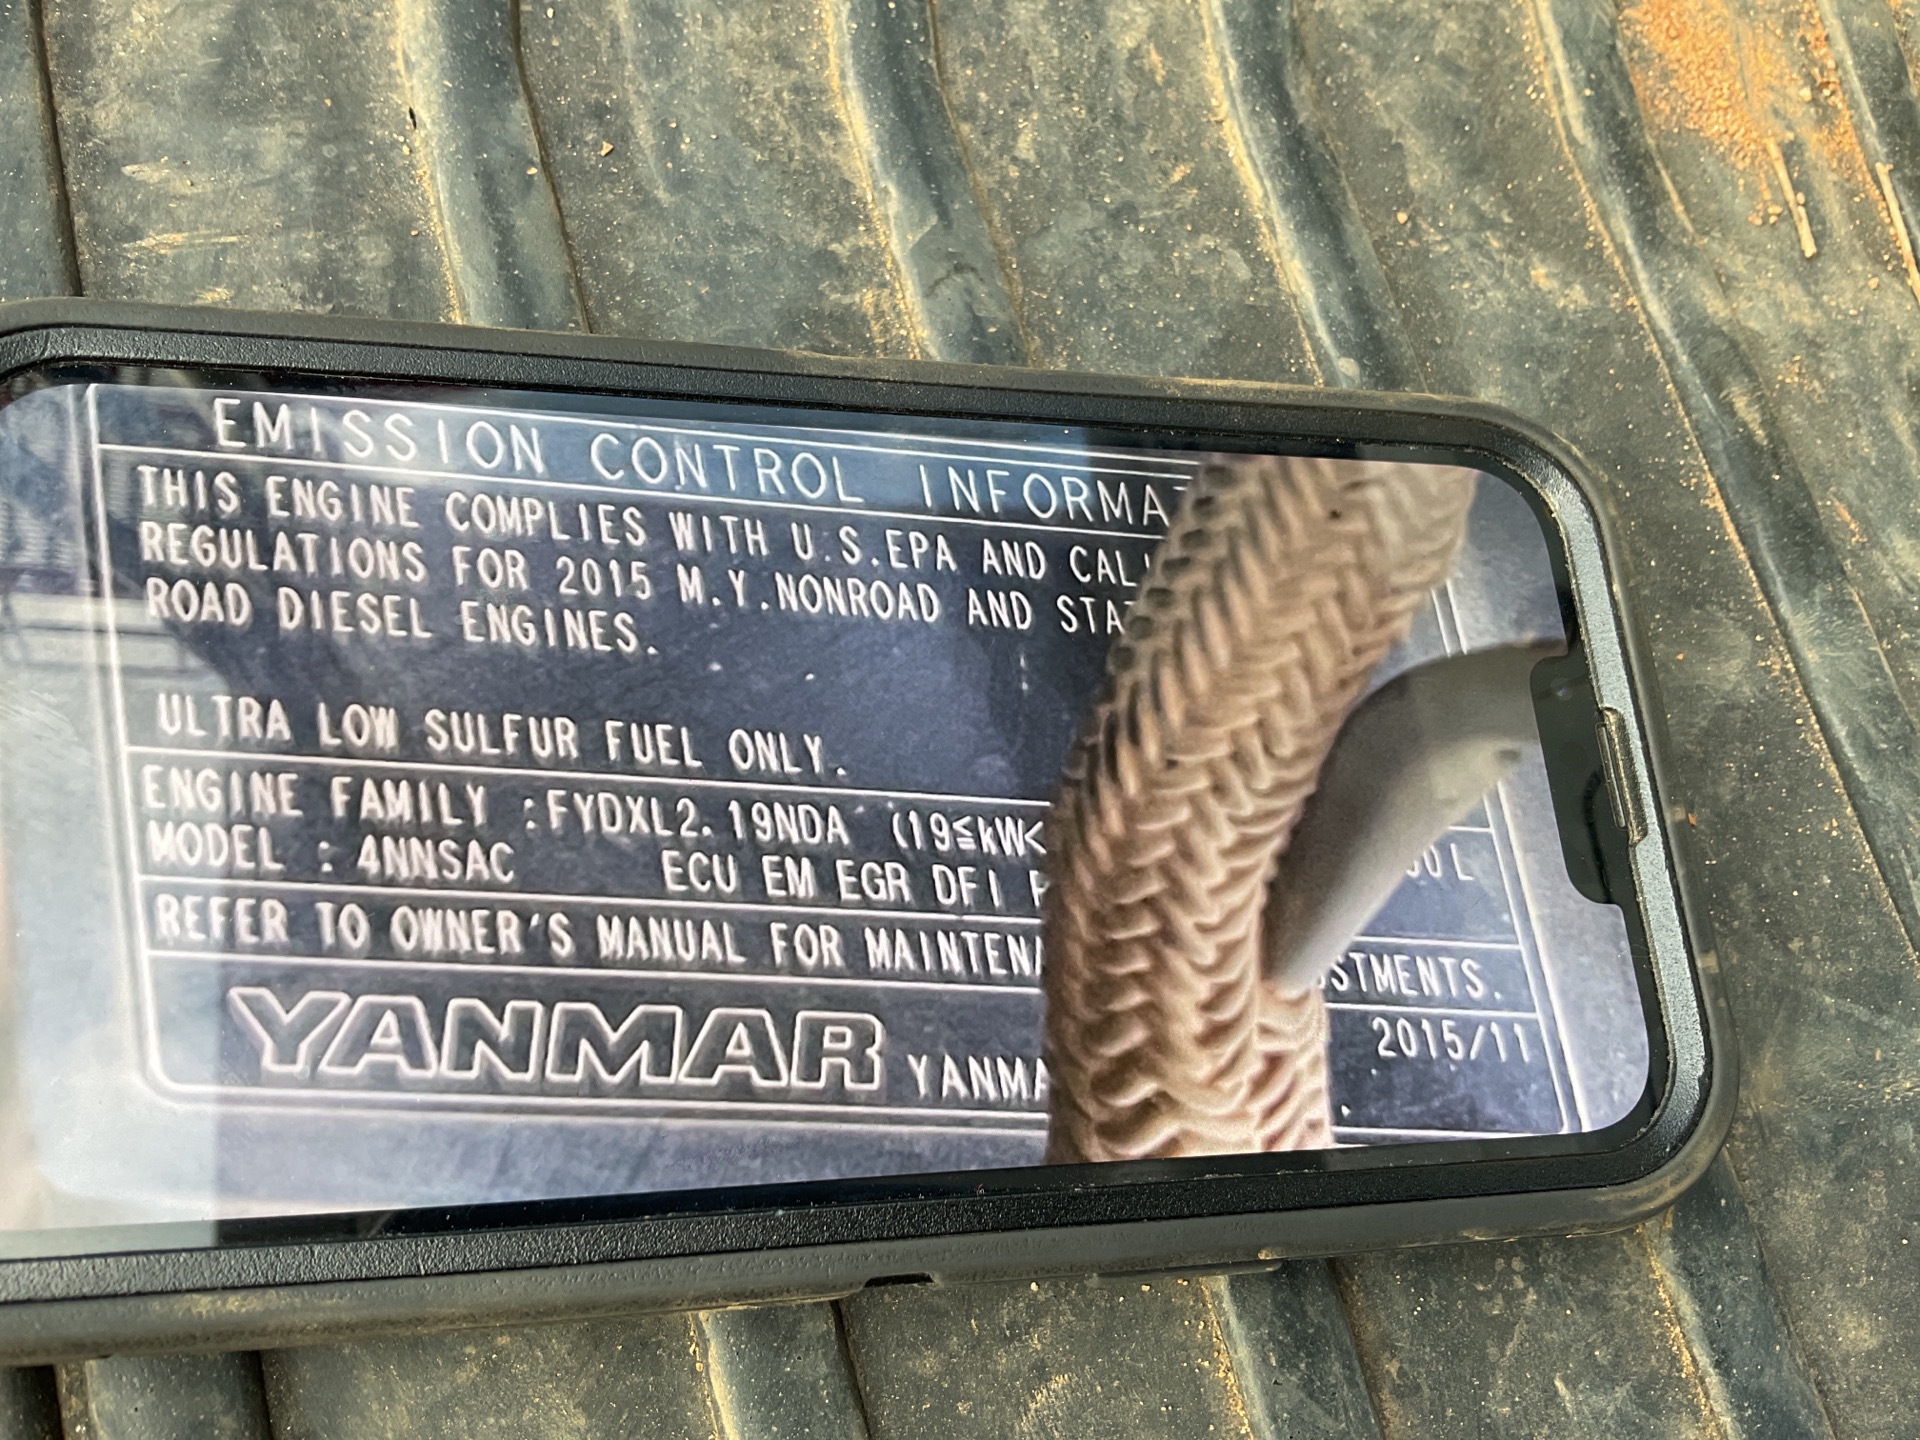 EMISSION CONTROL INFORMA
THIS ENGINE COMPLIES WITH U.S.EPA AND CAL
REGULATIONS FOR 2015 M.Y.NONROAD AND STA
ROAD DIESEL ENGINES.
ULTRA LOW SULFUR FUEL ONLY.
ENGINE FAMILY :FYDXL2.19NDA (19≦kW<
MODEL : 4NNSAC ECU EM EGR DFI
REFER TO OWNER'S MANUAL FOR MAINTENA STMENTS.
YANMAR YANMA 2015/11